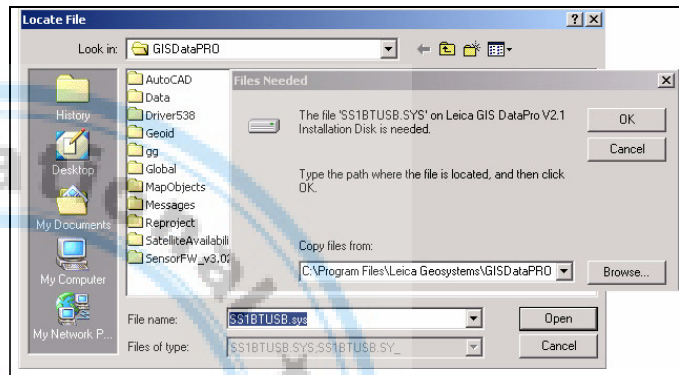 Locate File
Look in:
GISDataPRO
History
Desktop
My Documents
My Computer
My Network P...
AutoCAD
Data
Driver538
Geoid
gg
Global
MapObjects
Messages
Reproject
SatelliteAvailabili
SensorFW_v3.02
File name:
SS1BTUSB.sys
Open
Files of type:
SS1BTUSB.SYS,SS1BTUSB.SY_
Cancel
Files Needed
The file 'SS1BTUSB.SYS' on Leica GIS DataPro V2.1
Installation Disk is needed.
Type the path where the file is located, and then click
OK.
OK
Cancel
Copy files from:
C:\Program Files\Leica Geosystems\GISDataPRO
Browse...